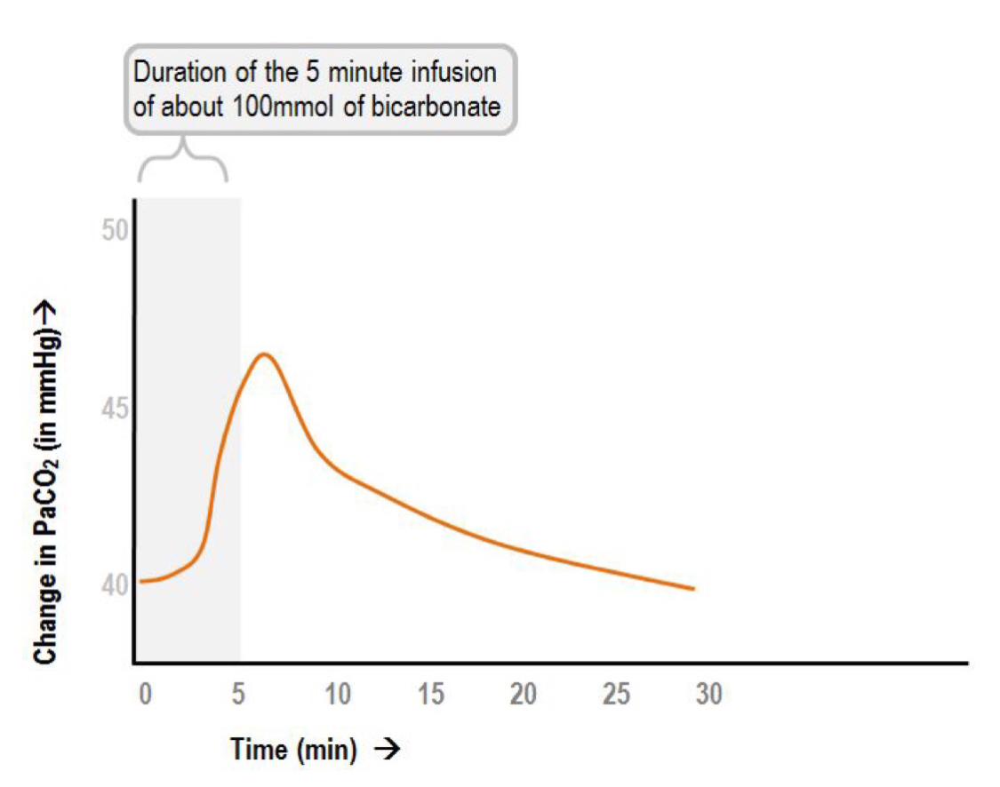 Duration of the 5 minute infusion
of about 100mmol of bicarbonate
50
45
40
Change in PaCO₂ (in mmHg)→
0 5 10 15 20 25 30
Time (min) →